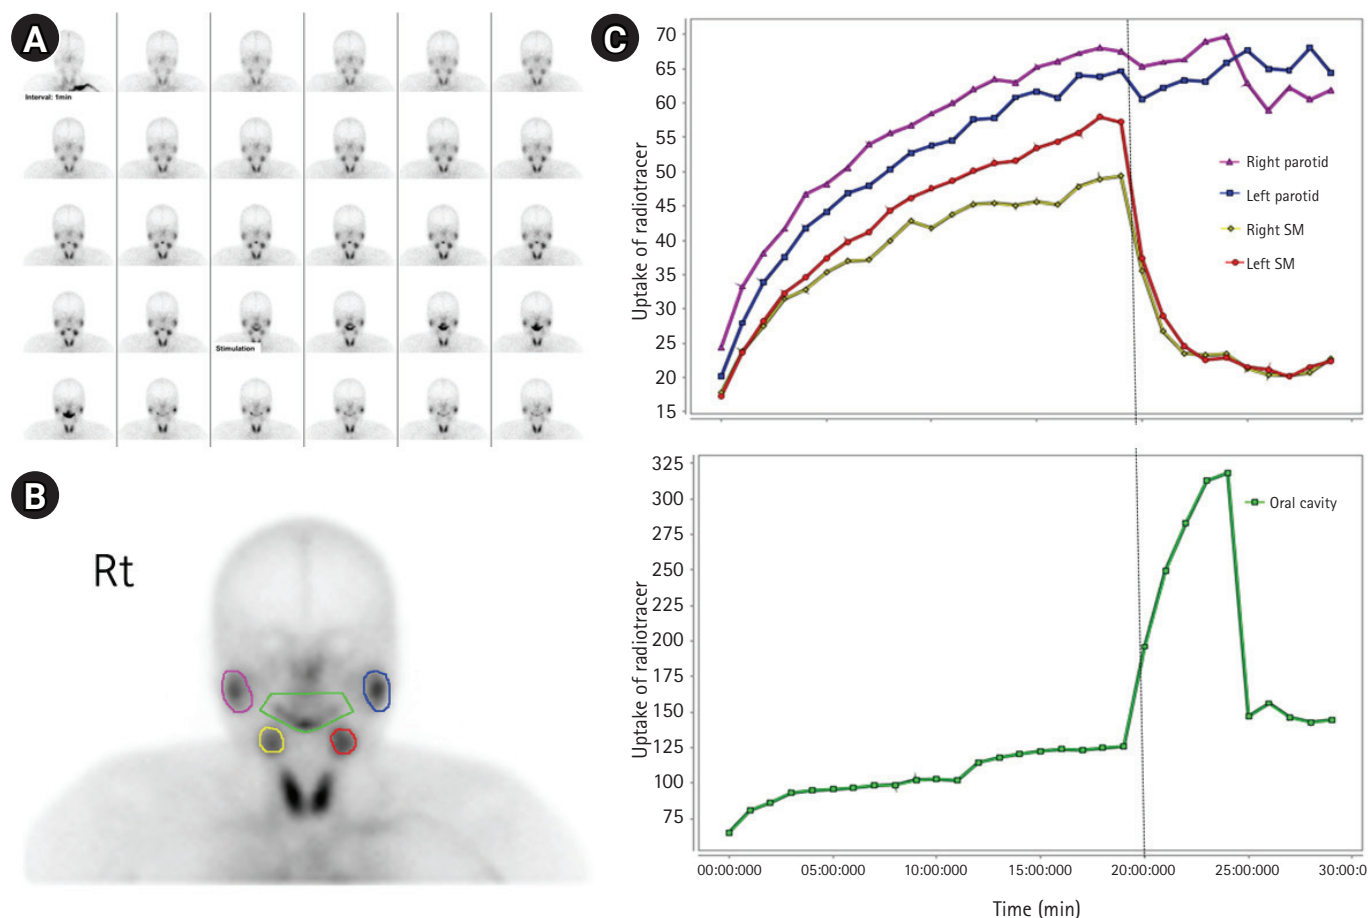 A
Interval: 1min
Stimulation
B
Rt
C
Uptake of radiotracer
70
65
60
55
50
45
40
35
30
25
20
15
Right parotid
Left parotid
Right SM
Left SM
Uptake of radiotracer
325
300
275
250
225
200
175
150
125
100
75
Oral cavity
00:00:000 05:00:000 10:00:000 15:00:000 20:00:000 25:00:000 30:00:0
Time (min)